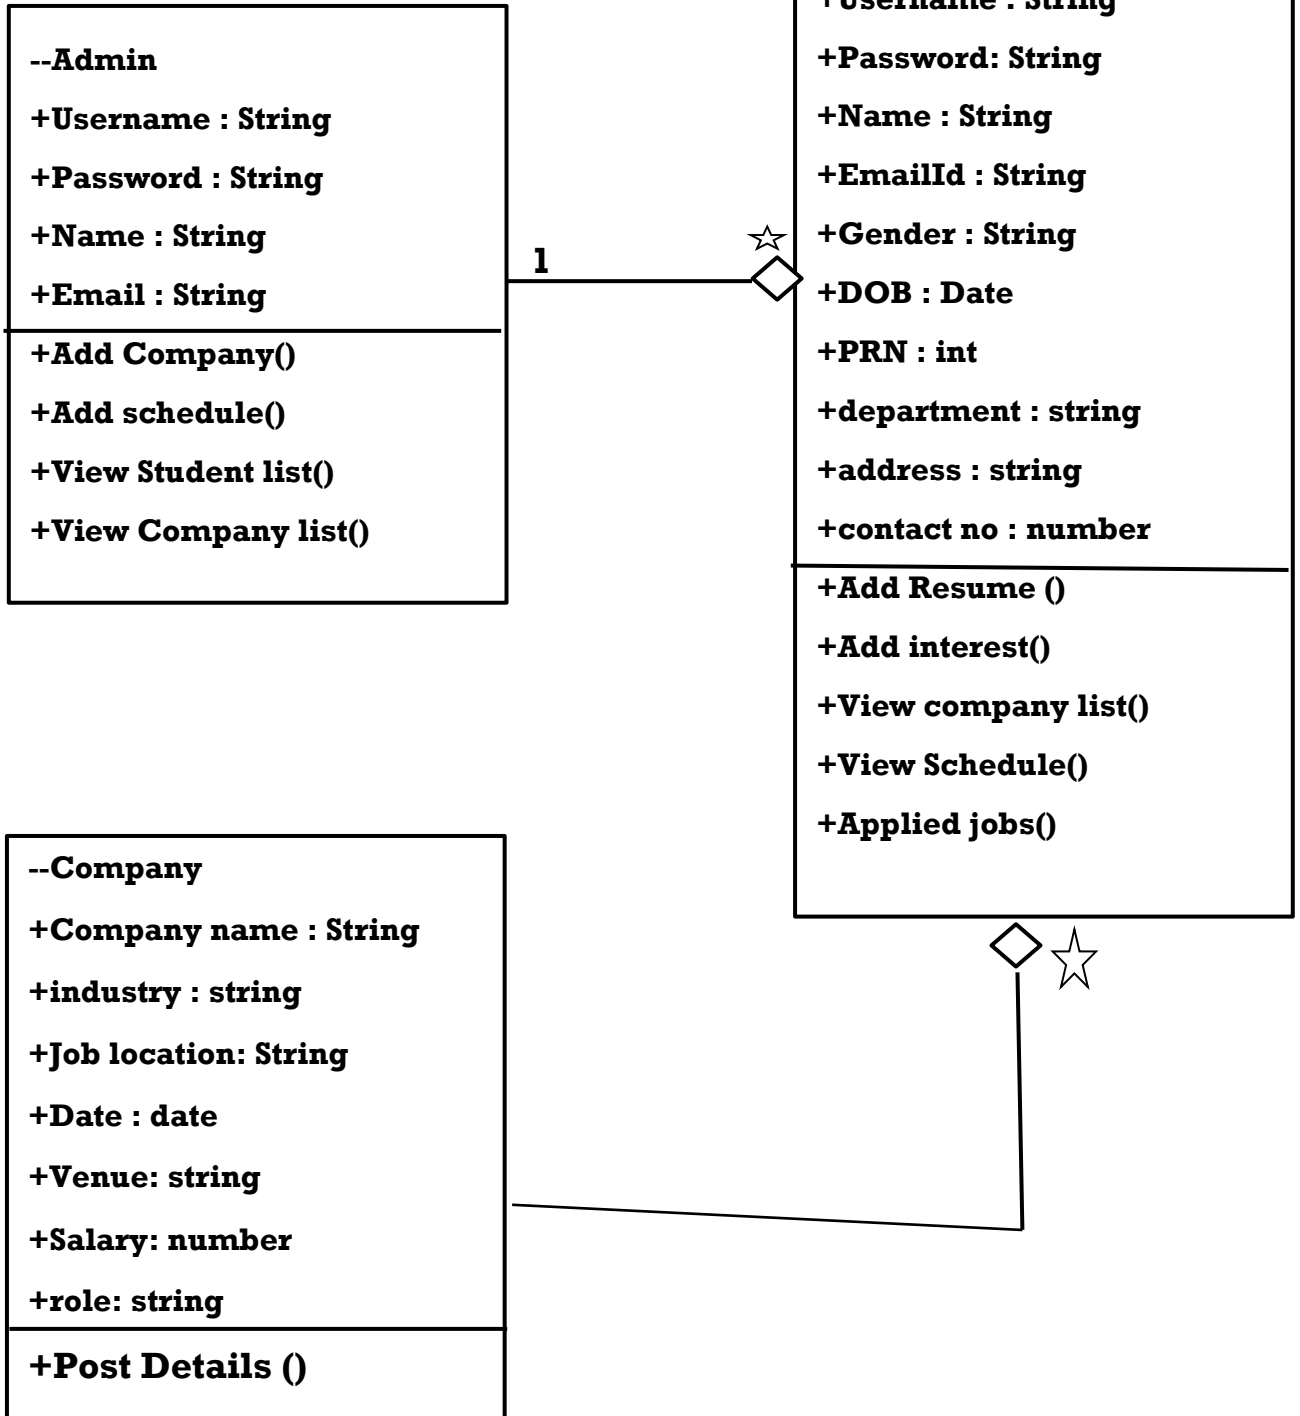 --Admin
+Username : String
+Password : String
+Name : String
+Email : String
+Add Company()
+Add schedule()
+View Student list()
+View Company list()
1
+Username : String
+Password: String
+Name : String
+EmailId : String
+Gender : String
+DOB : Date
+PRN : int
+department : string
+address : string
+contact no : number
+Add Resume ()
+Add interest()
+View company list()
+View Schedule()
+Applied jobs()
--Company
+Company name : String
+industry : string
+Job location: String
+Date : date
+Venue: string
+Salary: number
+role: string
+Post Details ()